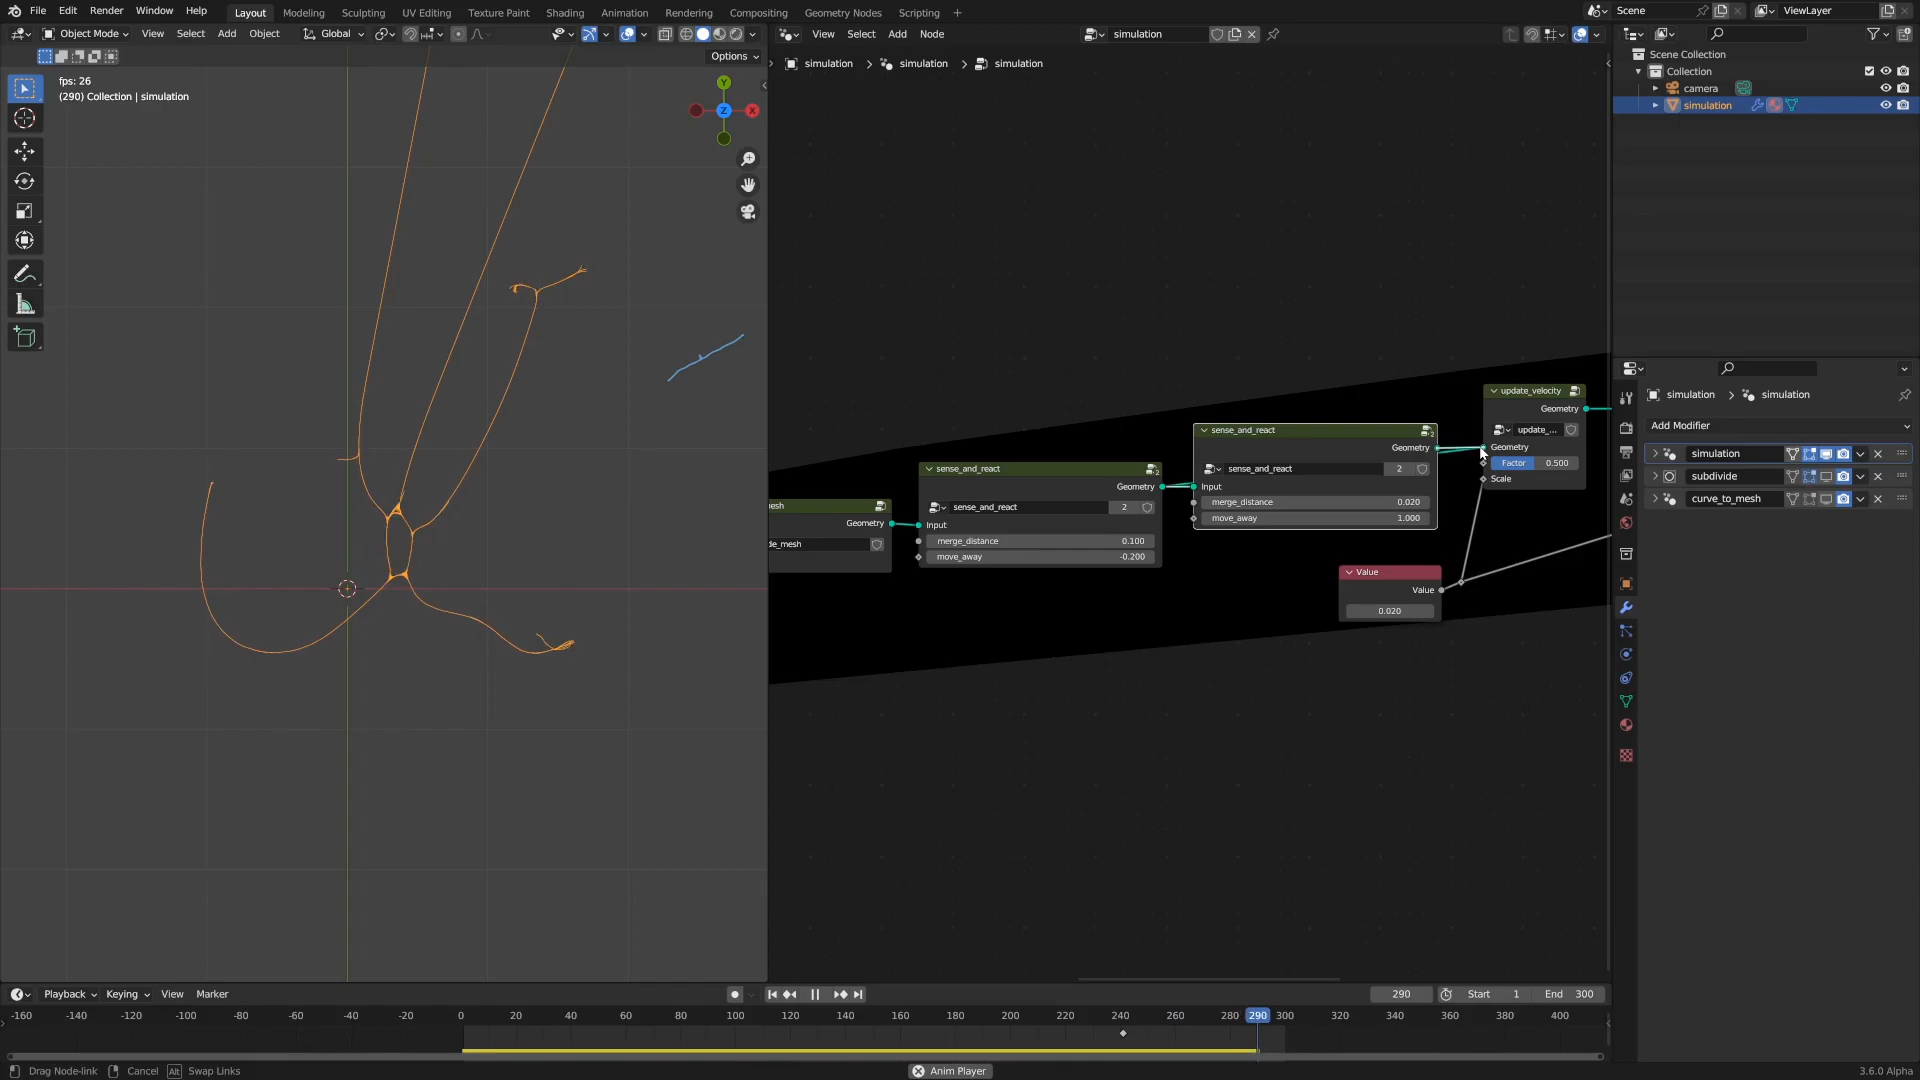 File Edit Render Window Help Layout Modeling Sculpting UV Editing Texture Paint Shading Animation Rendering Compositing Geometry Nodes Scripting + Scene ViewLayer
Object Mode View Select Add Object Global View Select Add Node simulation
Options
fps: 26
(290) Collection | simulation
Y
Z
X
simulation > simulation > simulation
Scene Collection
Collection
camera
simulation
update_velocity
Geometry
update_...
Geometry
Factor 0.500
Scale
sense_and_react
Geometry
sense_and_react 2
Input
merge_distance 0.020
move_away 1.000
sense_and_react
Geometry
sense_and_react 2
Input
merge_distance 0.100
move_away -0.200
Geometry
de_mesh
Value
Value
0.020
simulation > simulation
Add Modifier
simulation
subdivide
curve_to_mesh
Playback Keying View Marker 290 Start 1 End 300
-160 -140 -120 -100 -80 -60 -40 -20 0 20 40 60 80 100 120 140 160 180 200 220 240 260 280 290 300 320 340 360 380 400
Drag Node-link Cancel Alt Swap Links Anim Player 3.6.0 Alpha